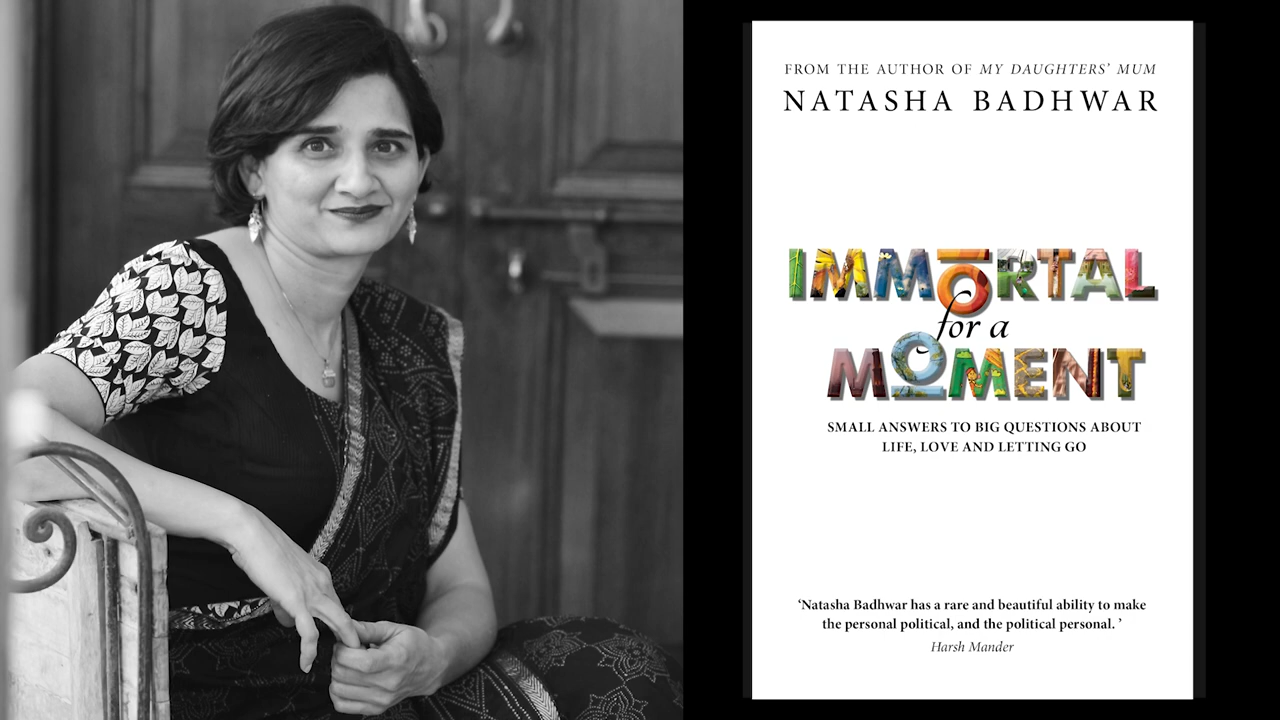 FROM THE AUTHOR OF MY DAUGHTERS' MUM
NATASHA BADHWAR
IMMORTAL
for a
MOMENT
SMALL ANSWERS TO BIG QUESTIONS ABOUT
LIFE, LOVE AND LETTING GO
‘Natasha Badhwar has a rare and beautiful ability to make
the personal political, and the political personal. ’
Harsh Mander